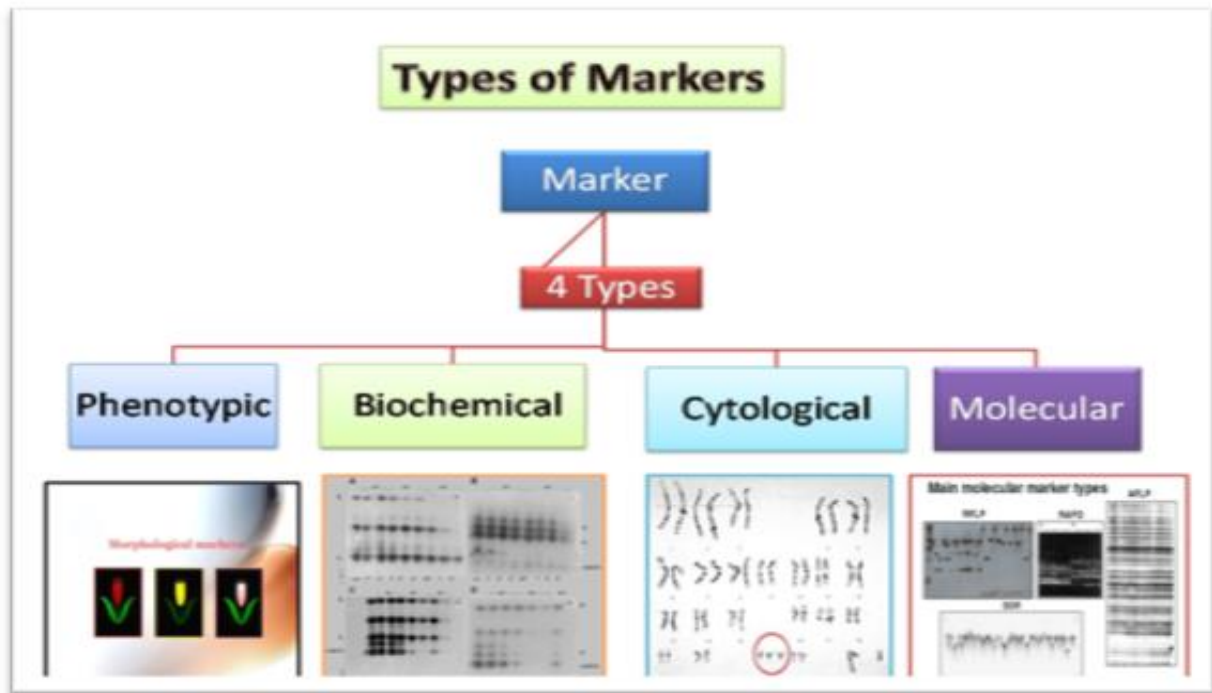 Types of Markers
Marker
4 Types
Phenotypic
Biochemical
Cytological
Molecular
Morphological markers
Main molecular marker types
RFLP
RAPD
AFLP
SSR